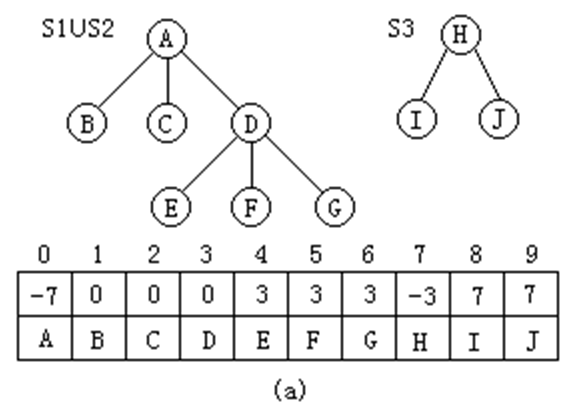 S1US2 A S3 H
B C D I J
E F G
0 1 2 3 4 5 6 7 8 9
-7 0 0 0 3 3 3 -3 7 7
A B C D E F G H I J
(a)